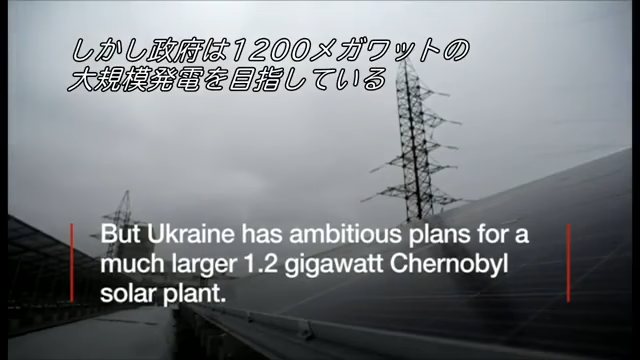 しかし政府は1200メガワットの
大規模発電を目指している
But Ukraine has ambitious plans for a
much larger 1.2 gigawatt Chernobyl
solar plant.